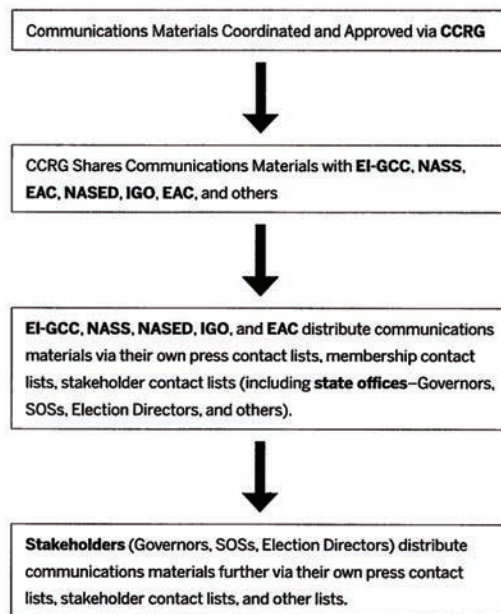 Communications Materials Coordinated and Approved via CCRG
CCRG Shares Communications Materials with EI-GCC, NASS,
EAC, NASED, IGO, EAC, and others
EI-GCC, NASS, NASED, IGO, and EAC distribute communications
materials via their own press contact lists, membership contact
lists, stakeholder contact lists (including state offices–Governors,
SOSs, Election Directors, and others).
Stakeholders (Governors, SOSs, Election Directors) distribute
communications materials further via their own press contact
lists, stakeholder contact lists, and other lists.